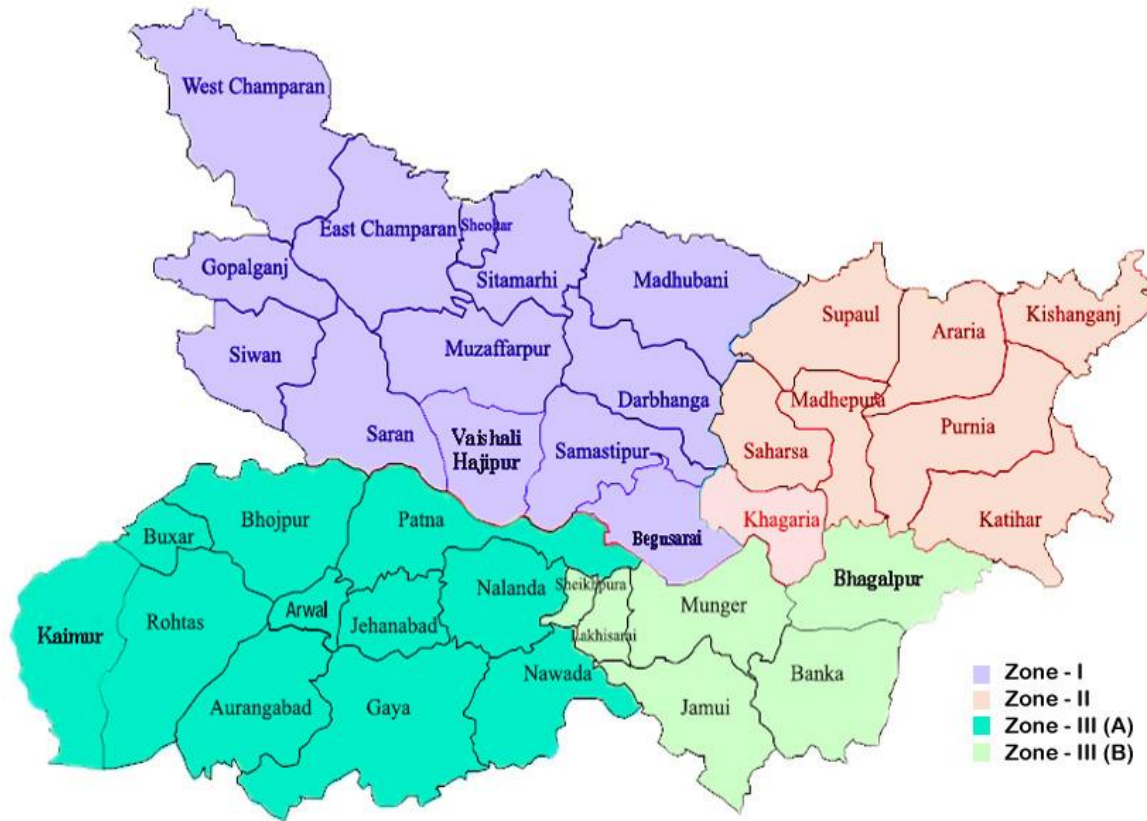 West Champaran
East Champaran
Sheohar
Gopalganj
Sitamarhi
Madhubani
Supaul
Araria
Kishanganj
Siwan
Muzaffarpur
Darbhanga
Madhepura
Purnia
Saran
Vaishali
Hajipur
Samastipur
Saharsa
Begusarai
Khagaria
Katihar
Bhojpur
Patna
Buxar
Nalanda
Sheikhpura
Munger
Bhagalpur
Kaimur
Rohtas
Arwal
Jehanabad
Lakhisarai
Nawada
Banka
Aurangabad
Gaya
Jamui
Zone - I
Zone - II
Zone - III (A)
Zone - III (B)